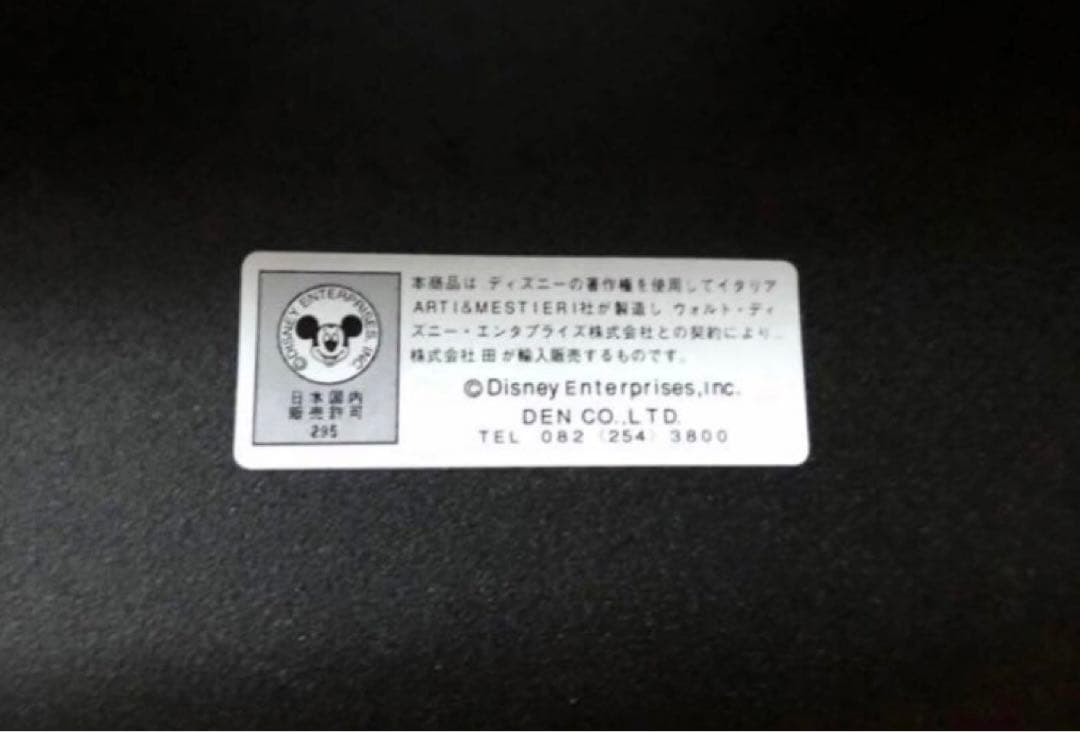 ©DISNEY ENTERPRISES, INC
日本国内
販売許可
295
本商品は ディズニーの著作権を使用してイタリア
ARTI&MESTIERI社が製造し ウォルト・ディ
ズニー・エンタプライズ株式会社との契約により、
株式会社 田 が輸入販売するものです。
©Disney Enterprises,Inc.
DEN CO.,LTD.
TEL 082 (254) 3800